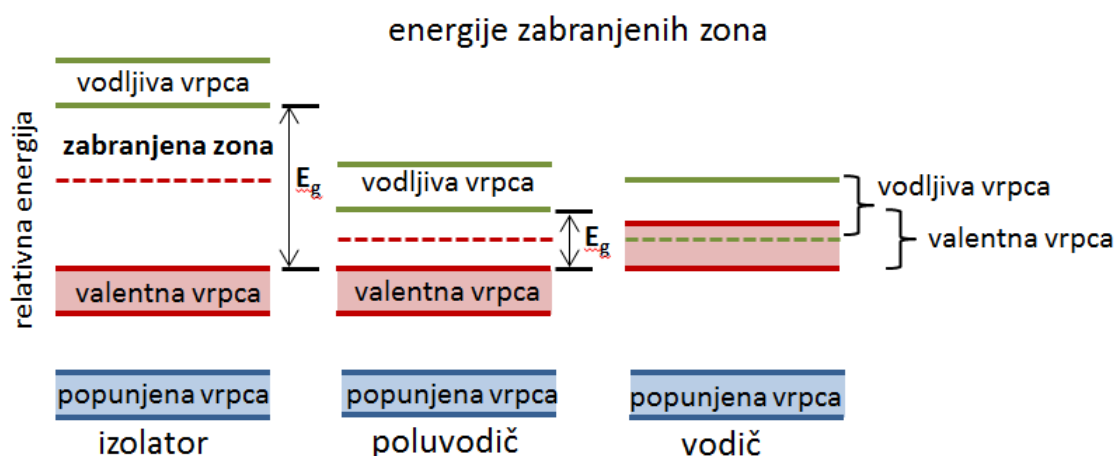 energije zabranjenih zona
relativna energija
vodljiva vrpca
zabranjena zona
Eg
valentna vrpca
popunjena vrpca
izolator
vodljiva vrpca
Eg
valentna vrpca
popunjena vrpca
poluvodič
vodljiva vrpca
valentna vrpca
popunjena vrpca
vodič